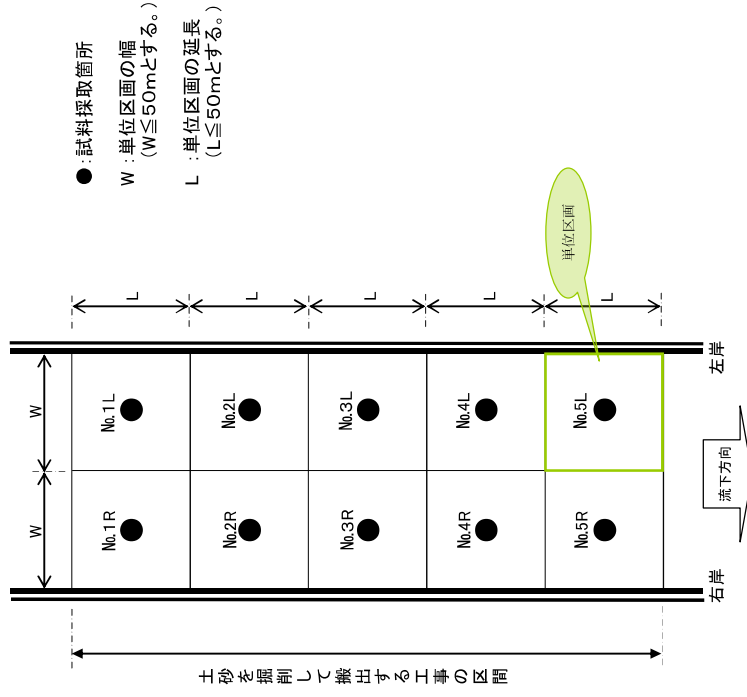 ●:試料採取箇所
W :単位区画の幅
(W≦50mとする。)
L :単位区画の延長
(L≦50mとする。)
単位区画
L
L
L
L
L
左岸
W
W
No.1L
No.2L
No.3L
No.4L
No.5L
No.1R
No.2R
No.3R
No.4R
No.5R
流下方向
右岸
土砂を掘削して搬出する工事の区間